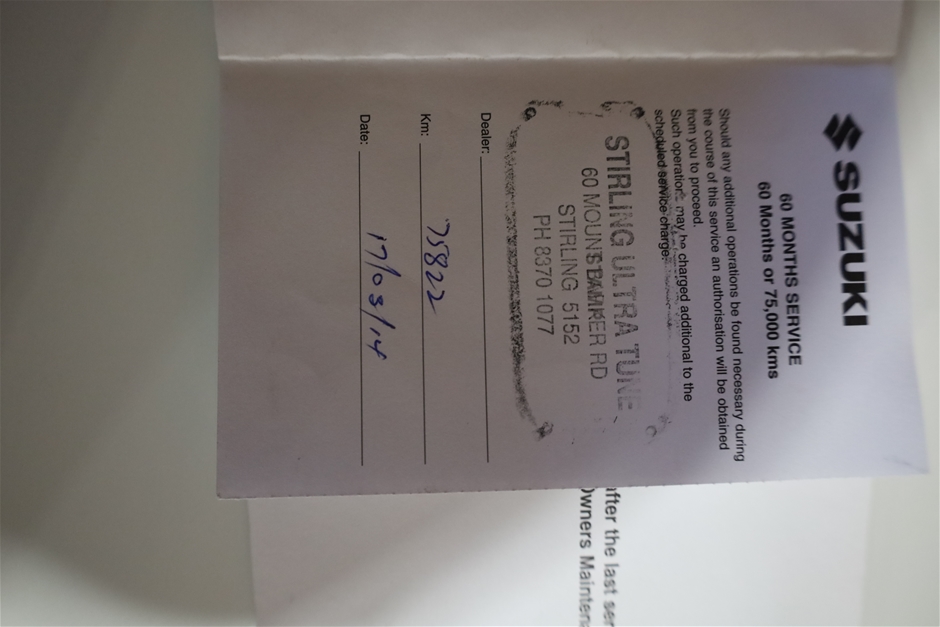 SUZUKI
60 MONTHS SERVICE
60 Months or 75,000 kms
Should any additional operations be found necessary during
the course of this service an authorisation will be obtained
from you to proceed.
Such operations may be charged additional to the
scheduled service charge.
STIRLING ULTRA TUNE
60 MOUNT BARKER RD
STIRLING 5152
PH 8370 1077
Dealer:
Km: 75822
Date: 17/03/14
after the last ser
Owners Mainten